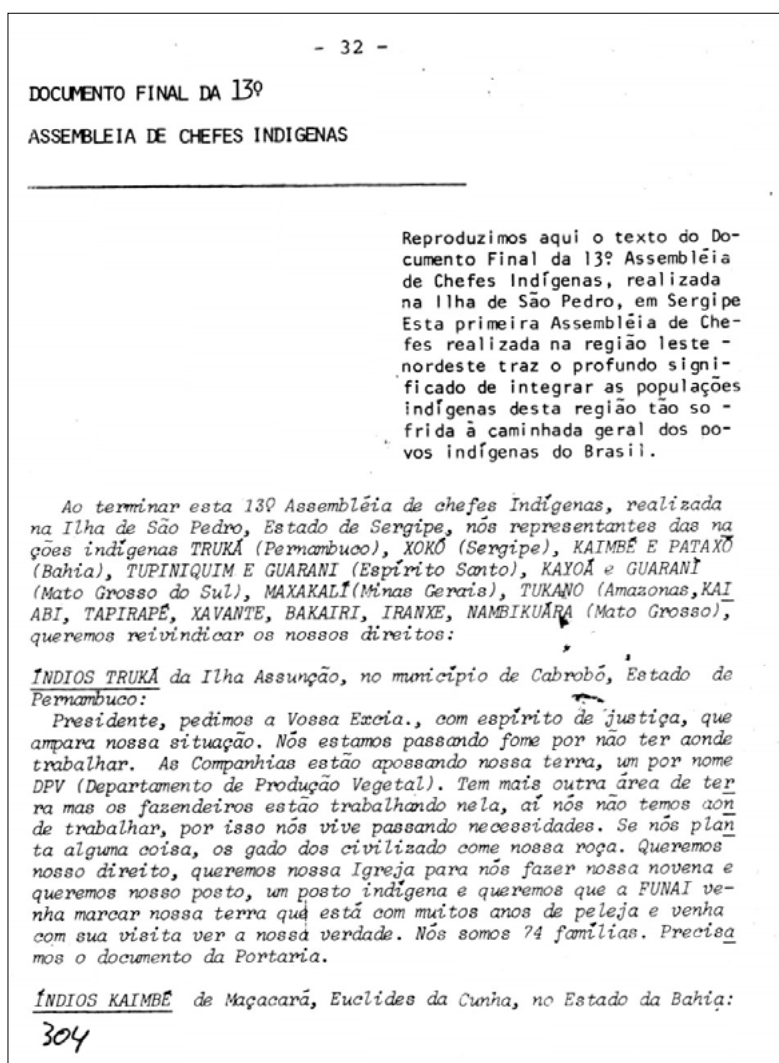 - 32 -
DOCUMENTO FINAL DA 13º
ASSEMBLEIA DE CHEFES INDIGENAS
Reproduzimos aqui o texto do Do-
cumento Final da 13º Assembléia
de Chefes Indígenas, realizada
na Ilha de São Pedro, em Sergipe
Esta primeira Assembléia de Che-
fes realizada na região leste -
nordeste traz o profundo signi-
ficado de integrar as populações
indígenas desta região tão so -
frida à caminhada geral dos po-
vos indígenas do Brasil.
Ao terminar esta 13º Assembléia de chefes Indígenas, realizada
na Ilha de São Pedro, Estado de Sergipe, nós representantes das na
ções indígenas TRUKÁ (Pernambuco), XOKÓ (Sergipe), KAIMBÉ E PATAXÓ
(Bahia), TUPINIQUIM E GUARANI (Espírito Santo), KAYOÁ e GUARANÍ
(Mato Grosso do Sul), MAXAKALÍ(Minas Gerais), TUKANO (Amazonas,KAI
ABI, TAPIRAPÉ, XAVANTE, BAKAIRI, IRANXE, NAMBIKUÁRA (Mato Grosso),
queremos reivindicar os nossos direitos:
ÍNDIOS TRUKÁ da Ilha Assunção, no município de Cabrobó, Estado de
Pernambuco:
Presidente, pedimos a Vossa Excia., com espírito de justiça, que
ampara nossa situação. Nós estamos passando fome por não ter aonde
trabalhar. As Companhias estão apossando nossa terra, um por nome
DPV (Departamento de Produção Vegetal). Tem mais outra área de ter
ra mas os fazendeiros estão trabalhando nela, aí nós não temos aon
de trabalhar, por isso nós vive passando necessidades. Se nós plan
ta alguma coisa, os gado dos civilizado come nossa roça. Queremos
nosso direito, queremos nossa Igreja para nós fazer nossa novena e
queremos nosso posto, um posto indígena e queremos que a FUNAI ve-
nha marcar nossa terra que está com muitos anos de peleja e venha
com sua visita ver a nossa verdade. Nós somos 74 famílias. Precisa
mos o documento da Portaria.
ÍNDIOS KAIMBÉ de Maçacará, Euclides da Cunha, no Estado da Bahia:
304